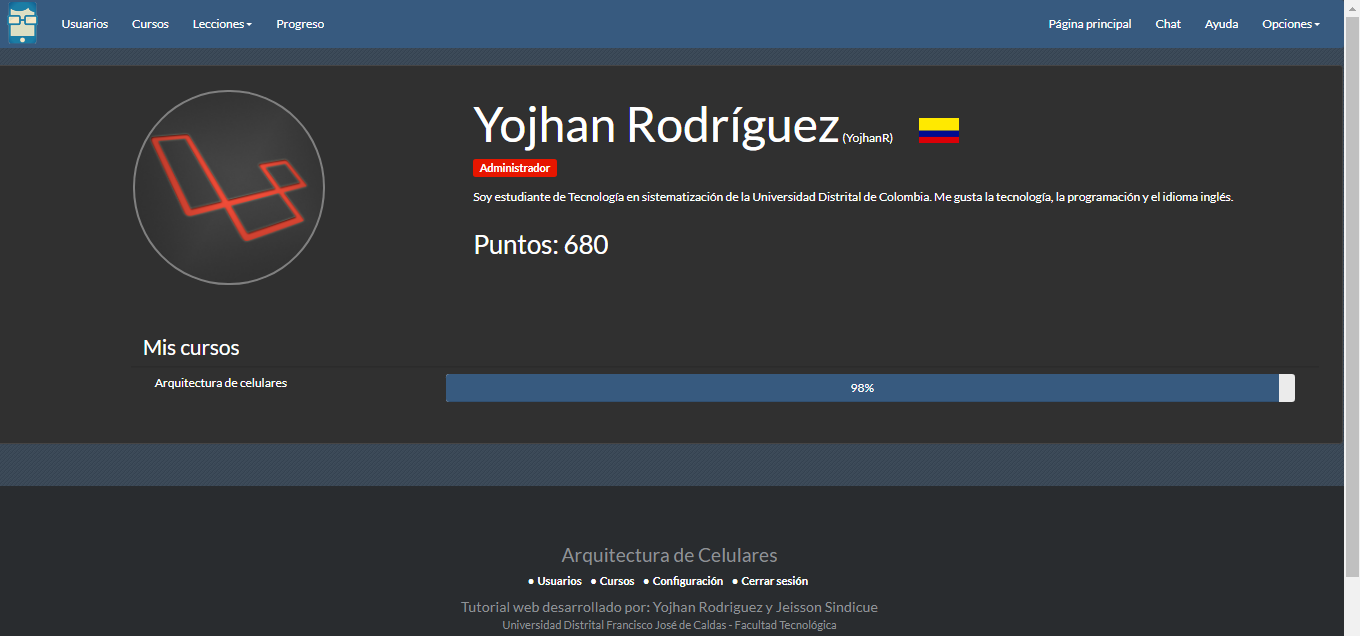 Usuarios Cursos Lecciones Progreso Página principal Chat Ayuda Opciones
Yojhan Rodríguez (YojhanR)
Administrador
Soy estudiante de Tecnología en sistematización de la Universidad Distrital de Colombia. Me gusta la tecnología, la programación y el idioma inglés.
Puntos: 680
Mis cursos
Arquitectura de celulares 98%
Arquitectura de Celulares
● Usuarios ● Cursos ● Configuración ● Cerrar sesión
Tutorial web desarrollado por: Yojhan Rodriguez y Jeisson Sindicue
Universidad Distrital Francisco José de Caldas - Facultad Tecnológica